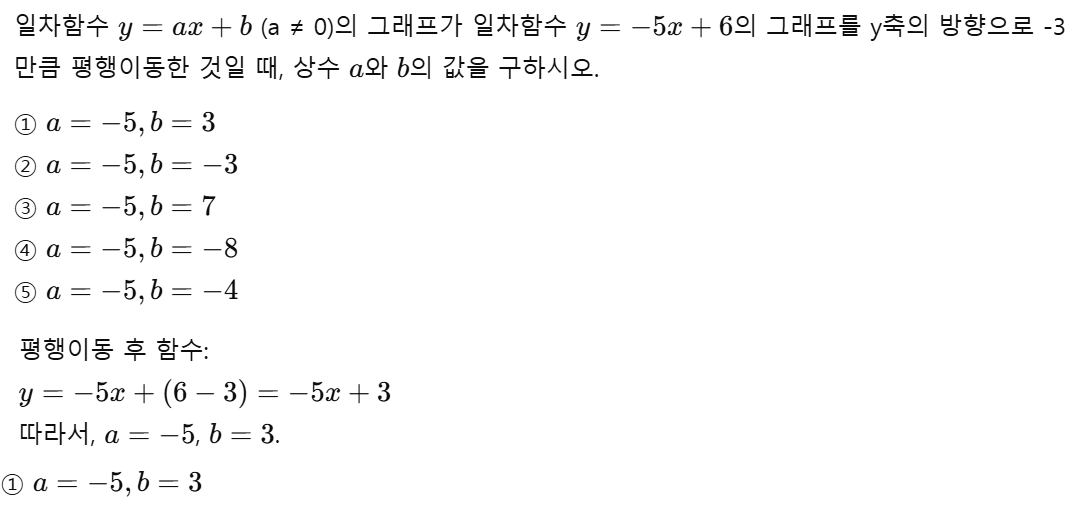 일차함수 y = ax + b (a ≠ 0)의 그래프가 일차함수 y = −5x + 6의 그래프를 y축의 방향으로 -3
만큼 평행이동한 것일 때, 상수 a와 b의 값을 구하시오.
① a = −5, b = 3
② a = −5, b = −3
③ a = −5, b = 7
④ a = −5, b = −8
⑤ a = −5, b = −4
평행이동 후 함수:
y = −5x + (6 − 3) = −5x + 3
따라서, a = −5, b = 3.
① a = −5, b = 3